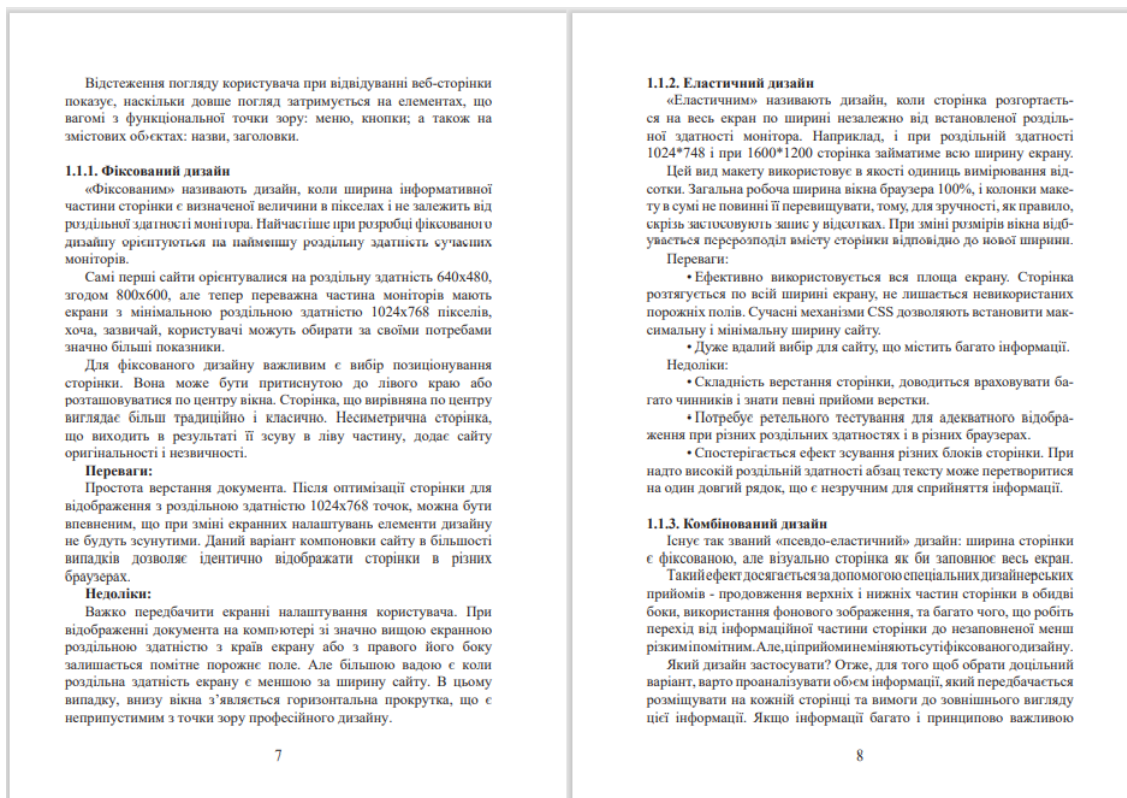 Відстеження погляду користувача при відвідуванні веб-сторінки
показує, наскільки довше погляд затримується на елементах, що
вагомі з функціональної точки зору: меню, кнопки; а також на
змістових об›єктах: назви, заголовки.
1.1.1. Фіксований дизайн
«Фіксованим» називають дизайн, коли ширина інформативної
частини сторінки є визначеної величини в пікселах і не залежить від
роздільної здатності монітора. Найчастіше при розробці фіксованого
дизайну орієнтуються на найменшу роздільну здатність сучасних
моніторів.
Самі перші сайти орієнтувалися на роздільну здатність 640х480,
згодом 800х600, але тепер переважна частина моніторів мають
екрани з мінімальною роздільною здатністю 1024х768 пікселів,
хоча, зазвичай, користувачі можуть обирати за своїми потребами
значно більші показники.
Для фіксованого дизайну важливим є вибір позиціонування
сторінки. Вона може бути притиснутою до лівого краю або
розташовуватися по центру вікна. Сторінка, що вирівняна по центру
виглядає більш традиційно і класично. Несиметрична сторінка,
що виходить в результаті її зсуву в ліву частину, додає сайту
оригінальності і незвичності.
Переваги:
Простота верстання документа. Після оптимізації сторінки для
відображення з роздільною здатністю 1024х768 точок, можна бути
впевненим, що при зміні екранних налаштувань елементи дизайну
не будуть зсунутими. Даний варіант компоновки сайту в більшості
випадків дозволяє ідентично відображати сторінки в різних
браузерах.
Недоліки:
Важко передбачити екранні налаштування користувача. При
відображенні документа на комп›ютері зі значно вищою екранною
роздільною здатністю з країв екрану або з правого його боку
залишається помітне порожнє поле. Але більшою вадою є коли
роздільна здатність екрану є меншою за ширину сайту. В цьому
випадку, внизу вікна з’являється горизонтальна прокрутка, що є
неприпустимим з точки зору професійного дизайну.
7
1.1.2. Еластичний дизайн
«Еластичним» називають дизайн, коли сторінка розгортаєть-
ся на весь екран по ширині незалежно від встановленої розділь-
ної здатності монітора. Наприклад, і при роздільній здатності
1024*748 і при 1600*1200 сторінка займатиме всю ширину екрану.
Цей вид макету використовує в якості одиниць вимірювання від-
сотки. Загальна робоча ширина вікна браузера 100%, і колонки маке-
ту в сумі не повинні її перевищувати, тому, для зручності, як правило,
скрізь застосовують запис у відсотках. При зміні розмірів вікна відб-
увається перерозподіл вмісту сторінки відповідно до нової ширини.
Переваги:
• Ефективно використовується вся площа екрану. Сторінка
розтягується по всій ширині екрану, не лишається невикористаних
порожніх полів. Сучасні механізми CSS дозволяють встановити мак-
симальну і мінімальну ширину сайту.
• Дуже вдалий вибір для сайту, що містить багато інформації.
Недоліки:
• Складність верстання сторінки, доводиться враховувати ба-
гато чинників і знати певні прийоми верстки.
• Потребує ретельного тестування для адекватного відобра-
ження при різних роздільних здатностях і в різних браузерах.
• Спостерігається ефект зсування різних блоків сторінки. При
надто високій роздільній здатності абзац тексту може перетворитися
на один довгий рядок, що є незручним для сприйняття інформації.
1.1.3. Комбінований дизайн
Існує так званий «псевдо-еластичний» дизайн: ширина сторінки
є фіксованою, але візуально сторінка як би заповнює весь екран.
Такий ефект досягається за допомогою спеціальних дизайнерських
прийомів - продовження верхніх і нижніх частин сторінки в обидві
боки, використання фонового зображення, та багато чого, що робіть
перехід від інформаційної частини сторінки до незаповненої менш
різким і помітним. Але, ці прийоми не міняють суті фіксованого дизайну.
Який дизайн застосувати? Отже, для того щоб обрати доцільний
варіант, варто проаналізувати об›єм інформації, який передбачається
розміщувати на кожній сторінці та вимоги до зовнішнього вигляду
цієї інформації. Якщо інформації багато і принципово важливою
8